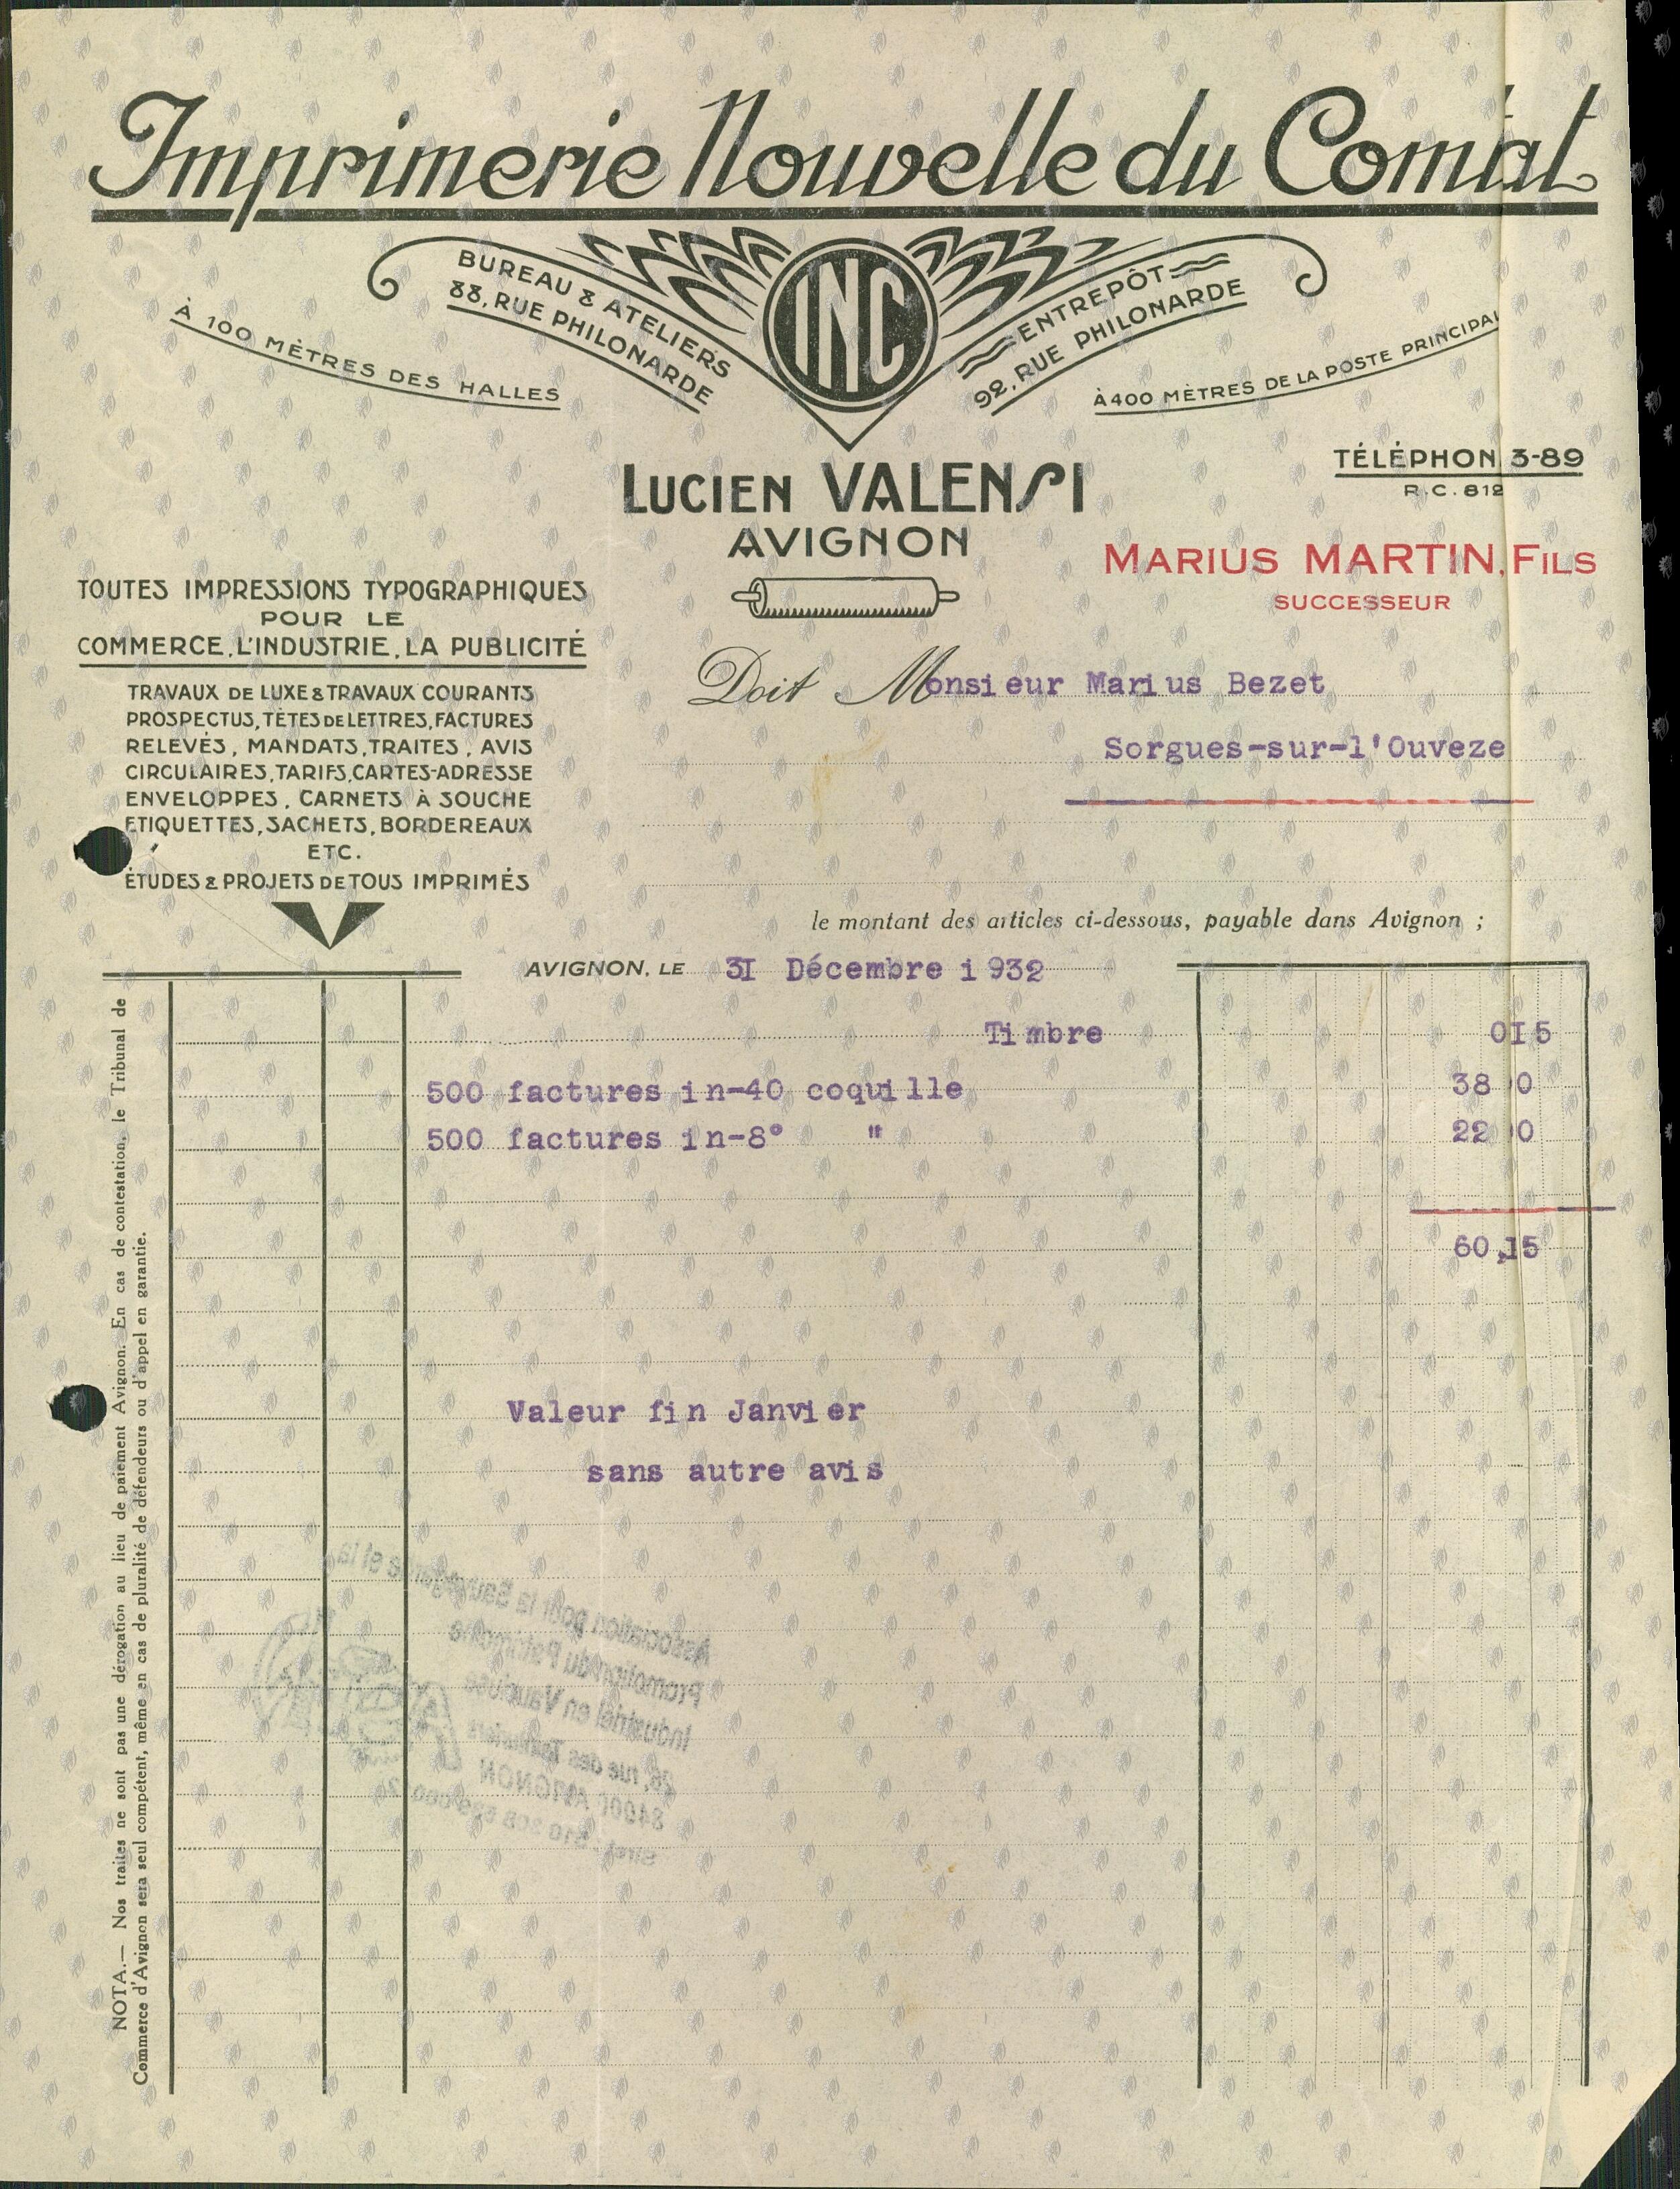 Imprimerie Nouvelle du Comtat
BUREAU & ATELIERS
88, RUE PHILONARDE
INC
ENTREPÔT
92, RUE PHILONARDE
À 100 MÈTRES DES HALLES
À 400 MÈTRES DE LA POSTE PRINCIPAL
LUCIEN VALENSI
AVIGNON
TÉLÉPHON 3-89
R.C. 812
MARIUS MARTIN, FILS
SUCCESSEUR
TOUTES IMPRESSIONS TYPOGRAPHIQUES
POUR LE
COMMERCE, L'INDUSTRIE, LA PUBLICITÉ
TRAVAUX DE LUXE & TRAVAUX COURANTS
PROSPECTUS, TÊTES DE LETTRES, FACTURES
RELEVÉS, MANDATS, TRAITES, AVIS
CIRCULAIRES, TARIFS, CARTES-ADRESSE
ENVELOPPES, CARNETS À SOUCHE
ETIQUETTES, SACHETS, BORDEREAUX
ETC.
ÉTUDES & PROJETS DE TOUS IMPRIMÉS
Doit Monsieur Marius Bezet
Sorgues-sur-l'Ouveze
le montant des articles ci-dessous, payable dans Avignon ;
AVIGNON, LE 31 Décembre 1932
Timbre 015
500 factures in-40 coquille 38 0
500 factures in-8° " 22 0
60,15
Valeur fin Janvier
sans autre avis
NOTA.— Nos traites ne sont pas une dérogation au lieu de paiement Avignon. En cas de contestation, le Tribunal de
Commerce d'Avignon sera seul compétent, même en cas de pluralité de défendeurs ou d'appel en garantie.
Association pour la Sauvegarde et la
Promotion du Patrimoine
Industriel en Vaucluse
rue des Teinturiers
AVIGNON